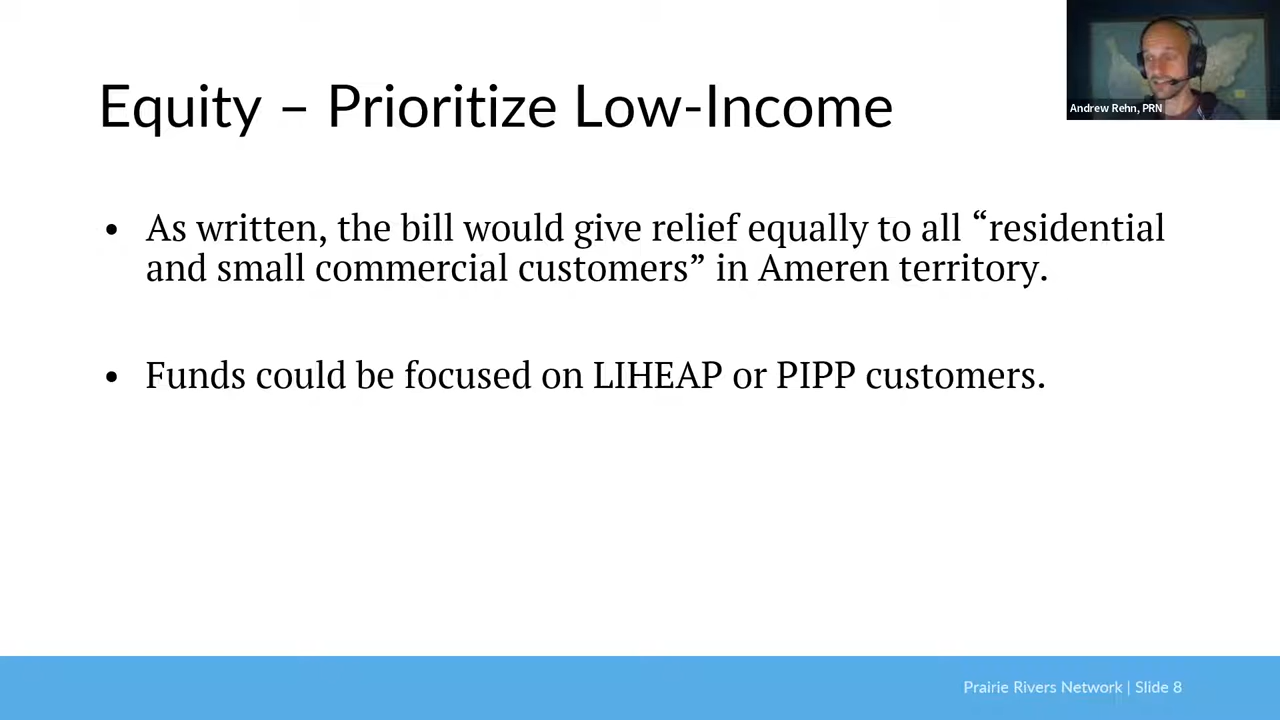 Equity – Prioritize Low-Income
Andrew Rehn, PRN
• As written, the bill would give relief equally to all “residential
and small commercial customers” in Ameren territory.
• Funds could be focused on LIHEAP or PIPP customers.
Prairie Rivers Network | Slide 8